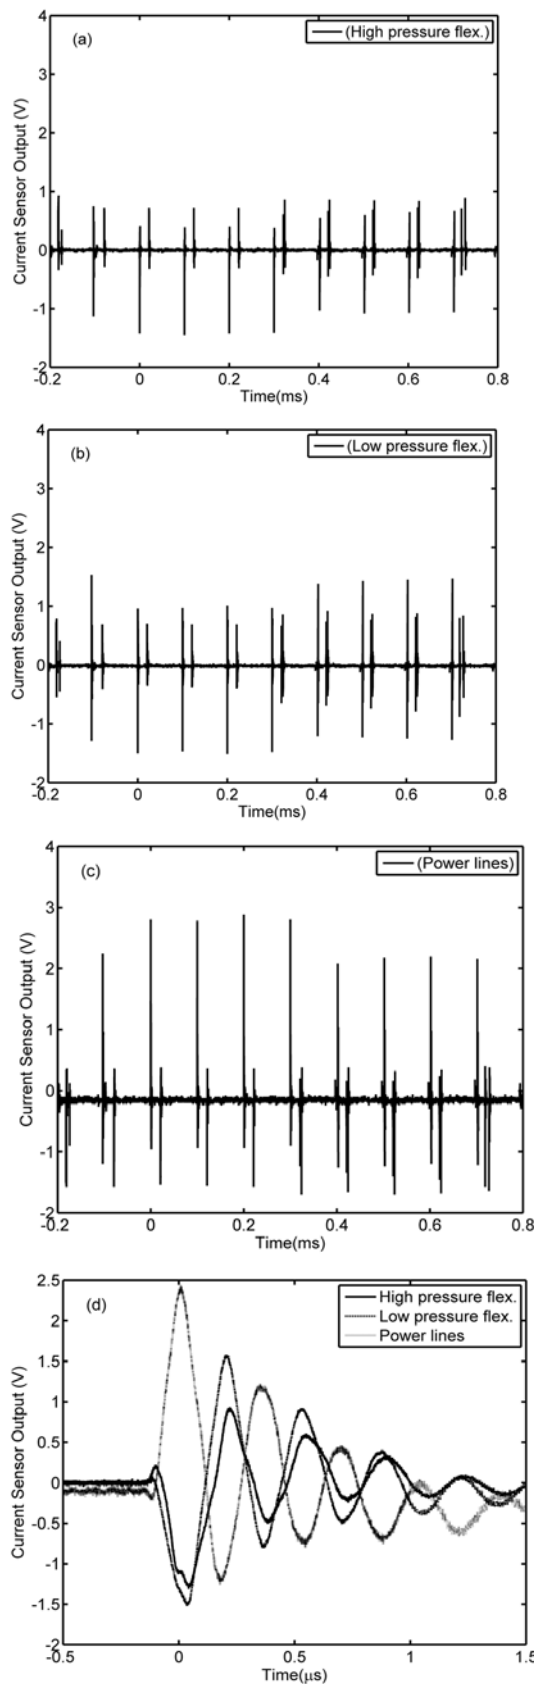 4
(a)
(High pressure flex.)
3
2
1
0
-1
-2
Current Sensor Output (V)
-0.2 0 0.2 0.4 0.6 0.8
Time(ms)
4
(b)
(Low pressure flex.)
3
2
1
0
-1
-2
Current Sensor Output (V)
-0.2 0 0.2 0.4 0.6 0.8
Time(ms)
4
(c)
(Power lines)
3
2
1
0
-1
-2
Current Sensor Output (V)
-0.2 0 0.2 0.4 0.6 0.8
Time(ms)
2.5
(d)
High pressure flex.
Low pressure flex.
Power lines
2
1.5
1
0.5
0
-0.5
-1
-1.5
-2
Current Sensor Output (V)
-0.5 0 0.5 1 1.5
Time(μs)